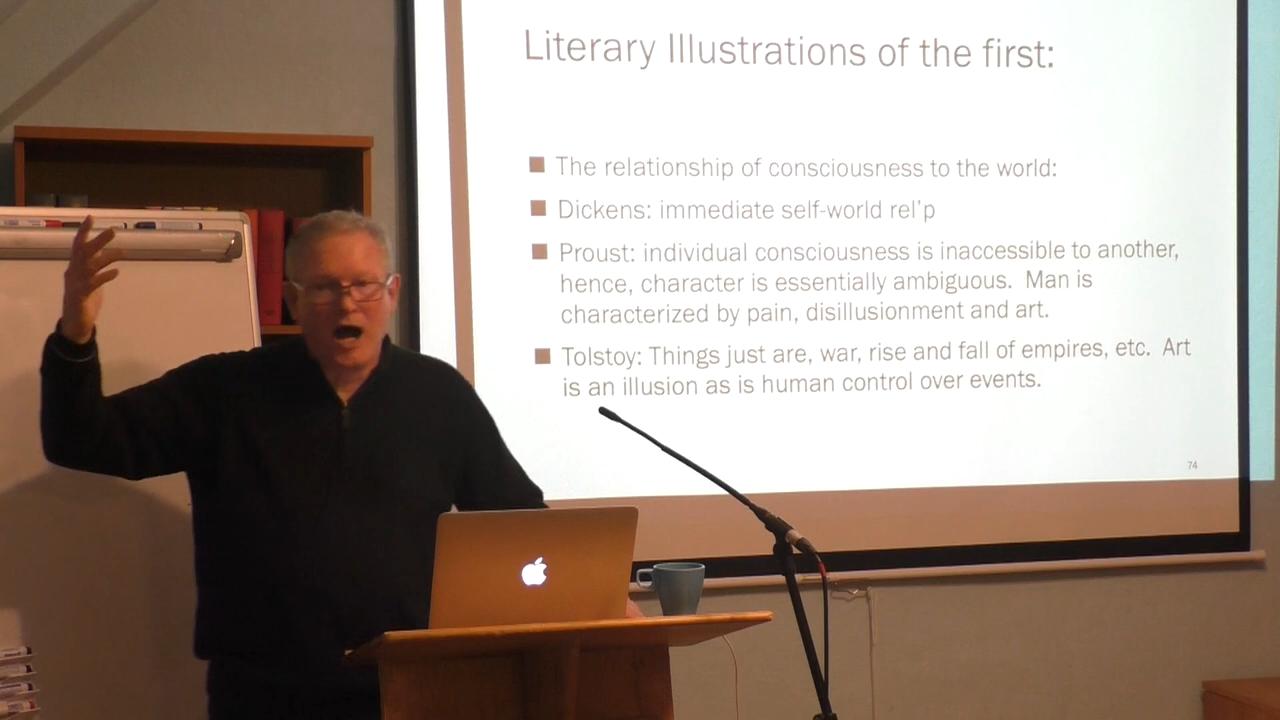 Literary Illustrations of the first:
The relationship of consciousness to the world:
Dickens: immediate self-world rel'p
Proust: individual consciousness is inaccessible to another,
hence, character is essentially ambiguous. Man is
characterized by pain, disillusionment and art.
Tolstoy: Things just are, war, rise and fall of empires, etc. Art
is an illusion as is human control over events.
74